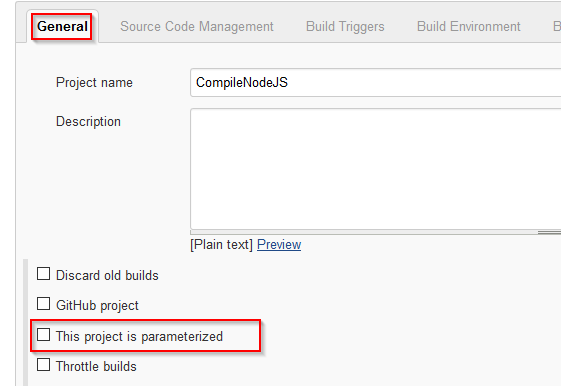 General Source Code Management Build Triggers Build Environment B
Project name CompileNodeJS
Description
[Plain text] Preview
Discard old builds
GitHub project
This project is parameterized
Throttle builds